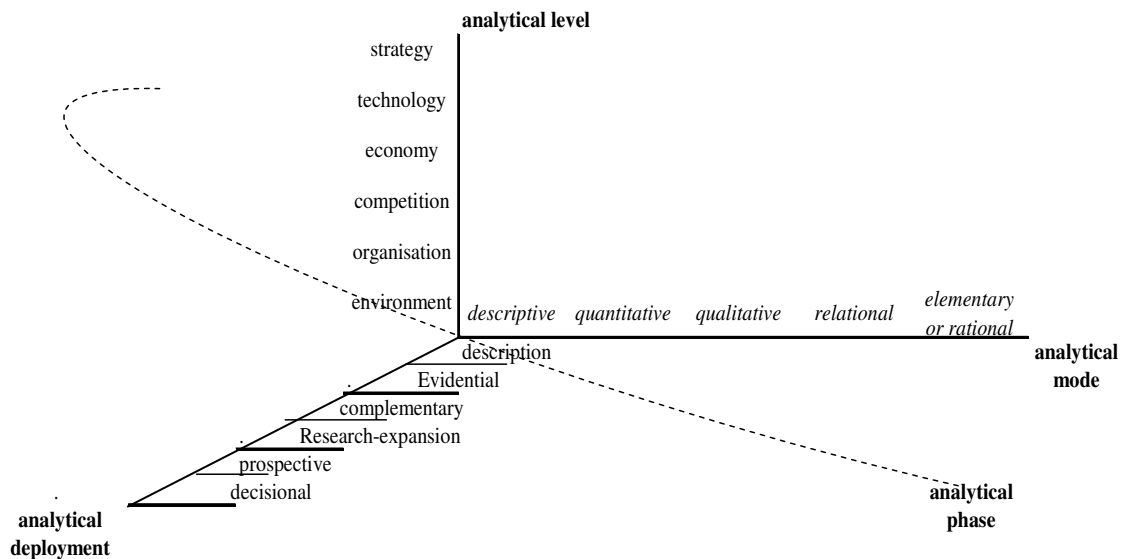 analytical level
strategy
technology
economy
competition
organisation
environment
descriptive quantitative qualitative relational elementary
or rational
analytical
mode
description
Evidential
complementary
Research-expansion
prospective
decisional
analytical
deployment
analytical
phase